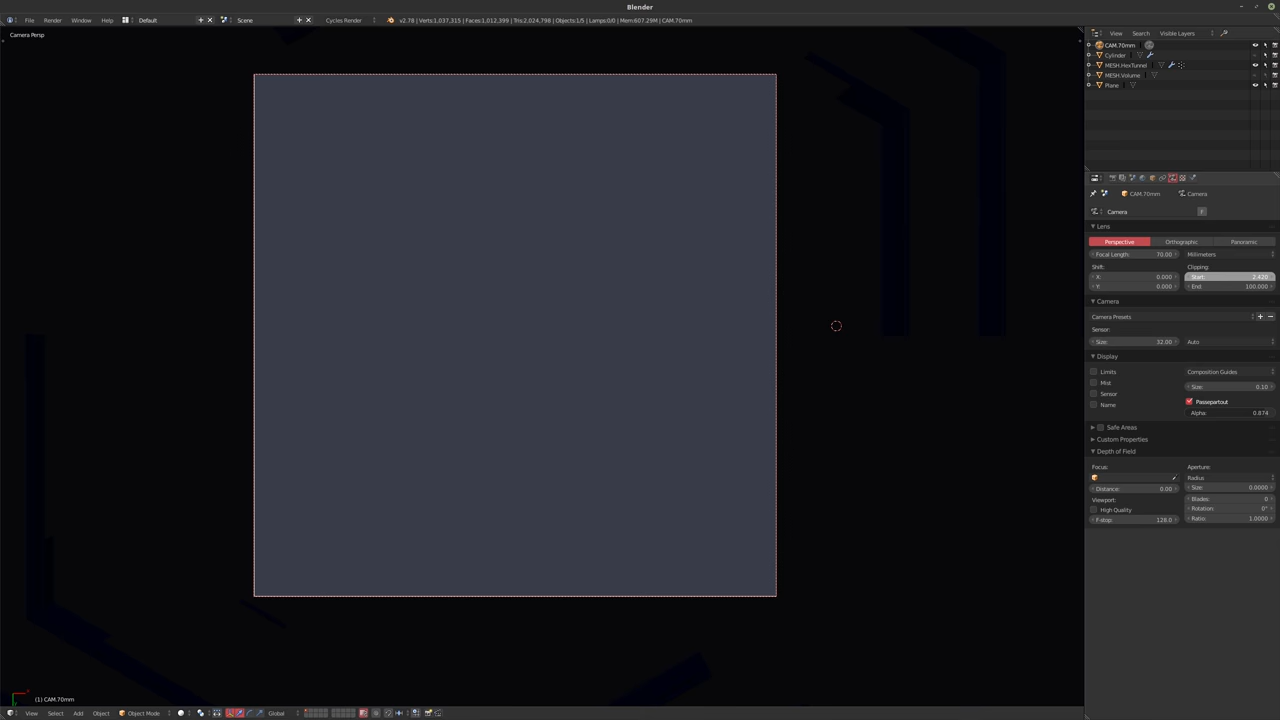 Blender
File Render Window Help Default Scene Cycles Render v2.78 | Verts:1,037,315 | Faces:1,012,399 | Tris:2,024,798 | Objects:1/5 | Lamps:0/0 | Mem:607.29M | CAM.70mm
Camera Persp
View Search Visible Layers
CAM.70mm
Cylinder
MESH.HexTunnel
MESH.Volume
Plane
CAM.70mm Camera
Camera F
Lens
Perspective Orthographic Panoramic
Focal Length: 70.00 Millimeters
Shift: Clipping:
X: 0.000 Start: 2.420
Y: 0.000 End: 100.000
Camera
Camera Presets
Sensor:
Size: 32.00 Auto
Display
Limits Composition Guides
Mist Size: 0.10
Sensor
Passepartout
Name
Alpha: 0.874
Safe Areas
Custom Properties
Depth of Field
Focus: Aperture:
Radius
Distance: 0.00 Size: 0.0000
Viewport: Blades: 0
High Quality Rotation: 0°
F-stop: 128.0 Ratio: 1.0000
(1) CAM.70mm
View Select Add Object Object Mode Global